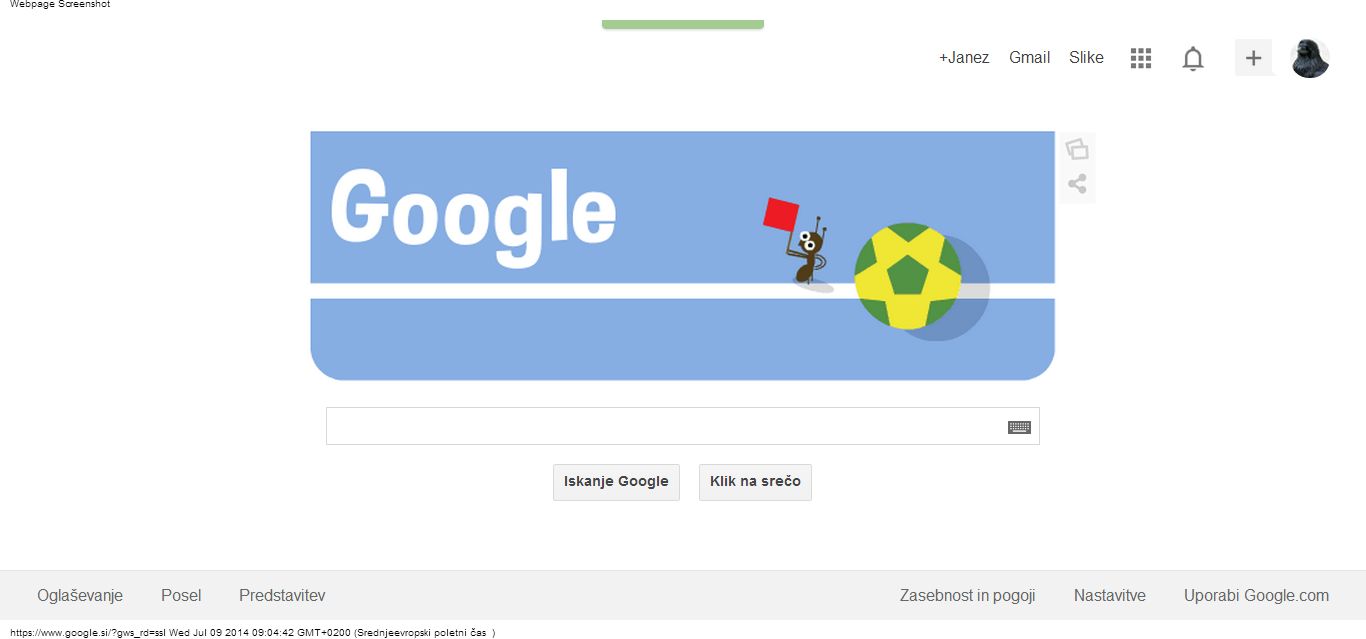 Webpage Screenshot
+Janez Gmail Slike
Google
Iskanje Google Klik na srečo
Oglaševanje Posel Predstavitev Zasebnost in pogoji Nastavitve Uporabi Google.com
https://www.google.si/?gws_rd=ssl Wed Jul 09 2014 09:04:42 GMT+0200 (Srednjeevropski poletni čas )